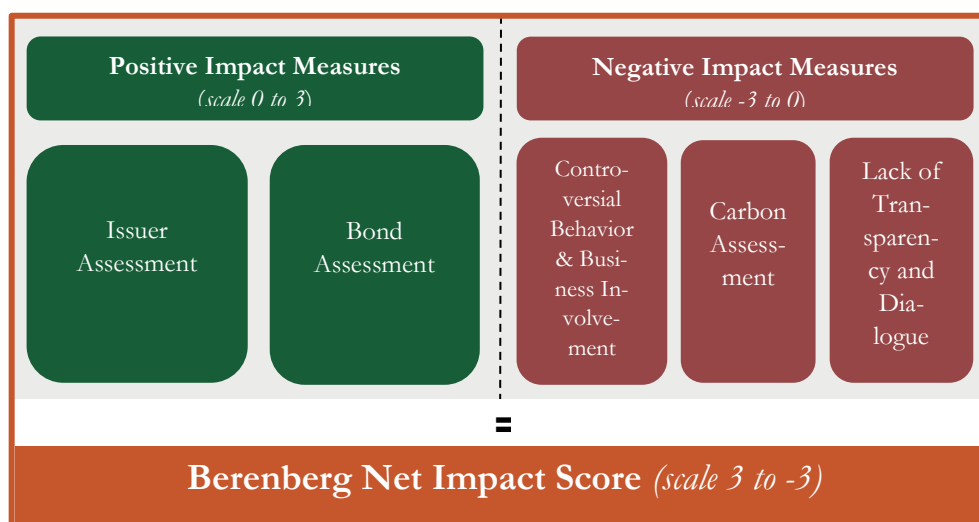 Positive Impact Measures
(scale 0 to 3)
Negative Impact Measures
(scale -3 to 0)
Issuer
Assessment
Bond
Assessment
Contro-
versial
Behavior
& Busi-
ness In-
volve-
ment
Carbon
Assess-
ment
Lack of
Tran-
sparen-
cy and
Dia-
logue
=
Berenberg Net Impact Score (scale 3 to -3)